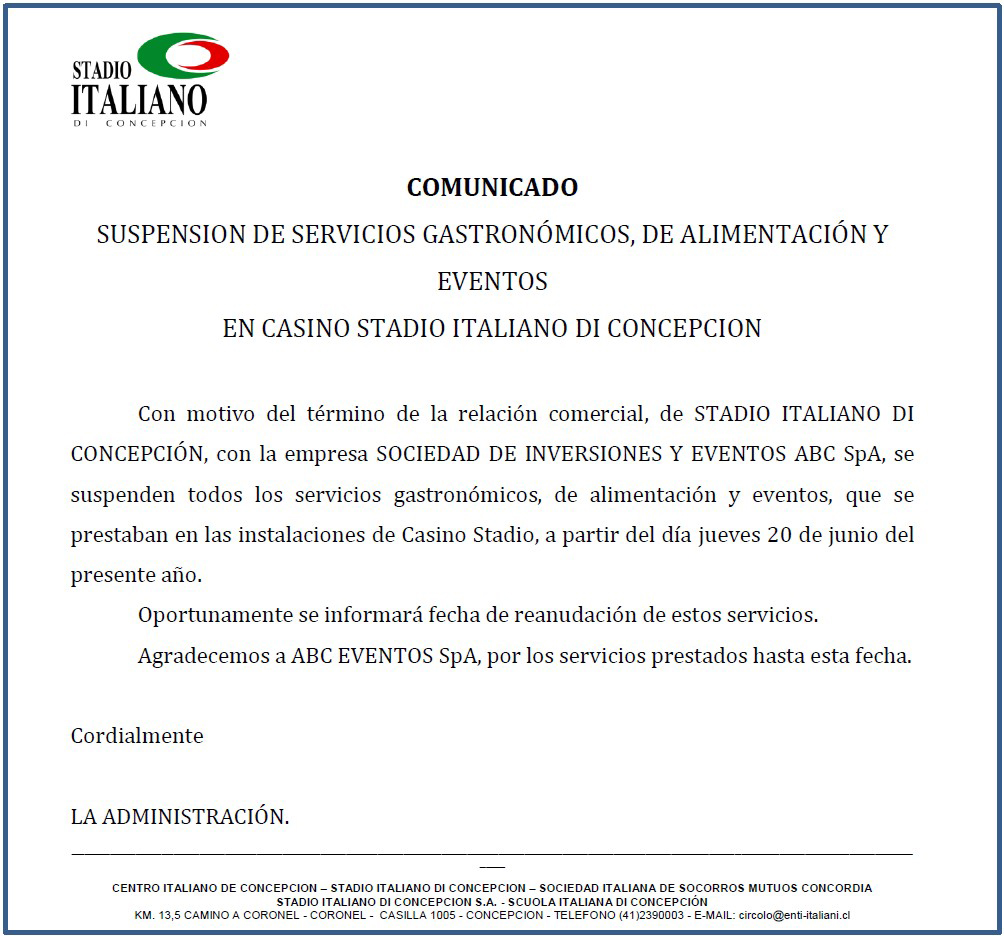 STADIO
ITALIANO
DI CONCEPCION
COMUNICADO
SUSPENSION DE SERVICIOS GASTRONÓMICOS, DE ALIMENTACIÓN Y
EVENTOS
EN CASINO STADIO ITALIANO DI CONCEPCION
Con motivo del término de la relación comercial, de STADIO ITALIANO DI
CONCEPCIÓN, con la empresa SOCIEDAD DE INVERSIONES Y EVENTOS ABC SpA, se
suspenden todos los servicios gastronómicos, de alimentación y eventos, que se
prestaban en las instalaciones de Casino Stadio, a partir del día jueves 20 de junio del
presente año.
Oportunamente se informará fecha de reanudación de estos servicios.
Agradecemos a ABC EVENTOS SpA, por los servicios prestados hasta esta fecha.
Cordialmente
LA ADMINISTRACIÓN.
CENTRO ITALIANO DE CONCEPCION – STADIO ITALIANO DI CONCEPCION – SOCIEDAD ITALIANA DE SOCORROS MUTUOS CONCORDIA
STADIO ITALIANO DI CONCEPCION S.A. - SCUOLA ITALIANA DI CONCEPCIÓN
KM. 13,5 CAMINO A CORONEL - CORONEL - CASILLA 1005 - CONCEPCION - TELEFONO (41)2390003 - E-MAIL: circolo@enti-italiani.cl